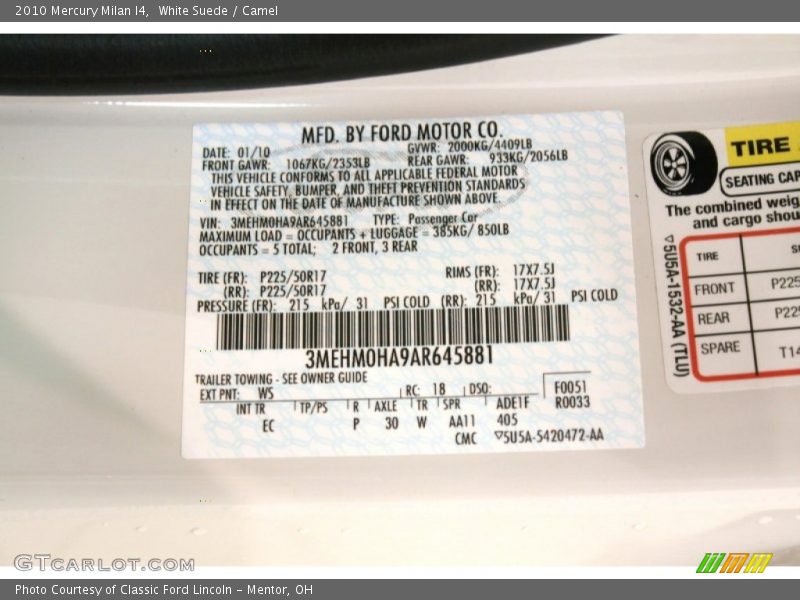 2010 Mercury Milan I4, White Suede / Camel
MFD. BY FORD MOTOR CO.
DATE: 01/10 GVWR: 2000KG/4409LB
FRONT GAWR: 1067KG/2353LB REAR GAWR: 933KG/2056LB
THIS VEHICLE CONFORMS TO ALL APPLICABLE FEDERAL MOTOR
VEHICLE SAFETY, BUMPER, AND THEFT PREVENTION STANDARDS
IN EFFECT ON THE DATE OF MANUFACTURE SHOWN ABOVE.
VIN: 3MEHM0HA9AR645881 TYPE: Passenger Car
MAXIMUM LOAD = OCCUPANTS + LUGGAGE = 385KG/ 850LB
OCCUPANTS = 5 TOTAL; 2 FRONT, 3 REAR
TIRE (FR): P225/50R17 RIMS (FR): 17X7.5J
(RR): P225/50R17 (RR): 17X7.5J
PRESSURE (FR): 215 kPa/ 31 PSI COLD (RR): 215 kPa/ 31 PSI COLD
3MEHM0HA9AR645881
TRAILER TOWING - SEE OWNER GUIDE
EXT PNT: WS RC: 18 DSO: F0051
INT TR TP/PS R AXLE TR SPR ADE1F R0033
EC P 30 W AA11 405
CMC 5U5A-5420472-AA
TIRE
SEATING CAP
The combined weig
and cargo shou
TIRE
FRONT P225
REAR P22
SPARE T14
5U5A-1532-AA (TLU)
GTCARLOT.COM
Photo Courtesy of Classic Ford Lincoln - Mentor, OH